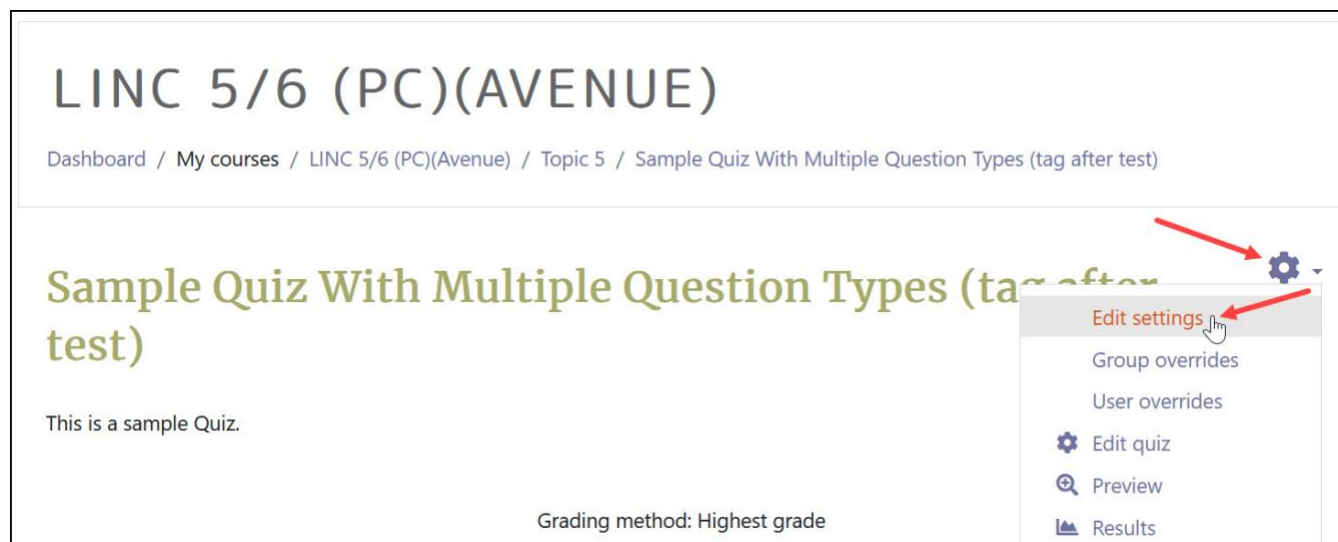 LINC 5/6 (PC)(AVENUE)
Dashboard / My courses / LINC 5/6 (PC)(Avenue) / Topic 5 / Sample Quiz With Multiple Question Types (tag after test)
Sample Quiz With Multiple Question Types (tag after
test)
Edit settings
Group overrides
User overrides
This is a sample Quiz.
Edit quiz
Preview
Grading method: Highest grade
Results